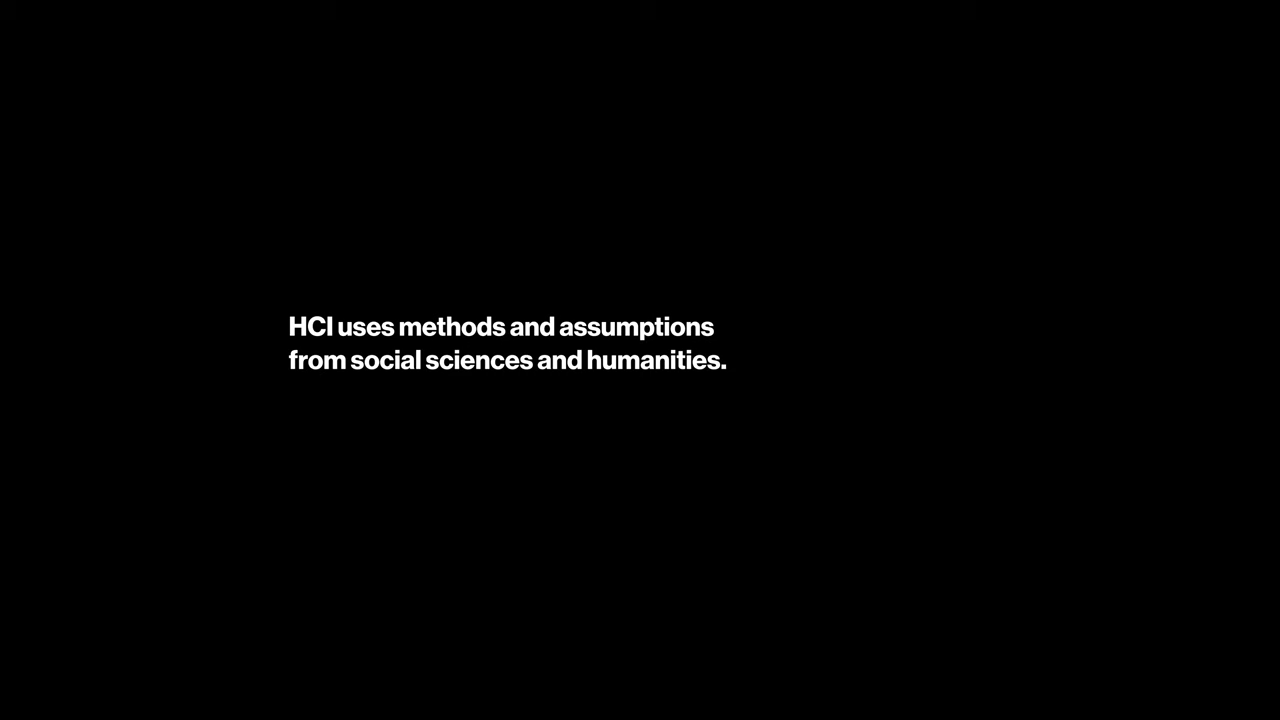 HCI uses methods and assumptions
from social sciences and humanities.